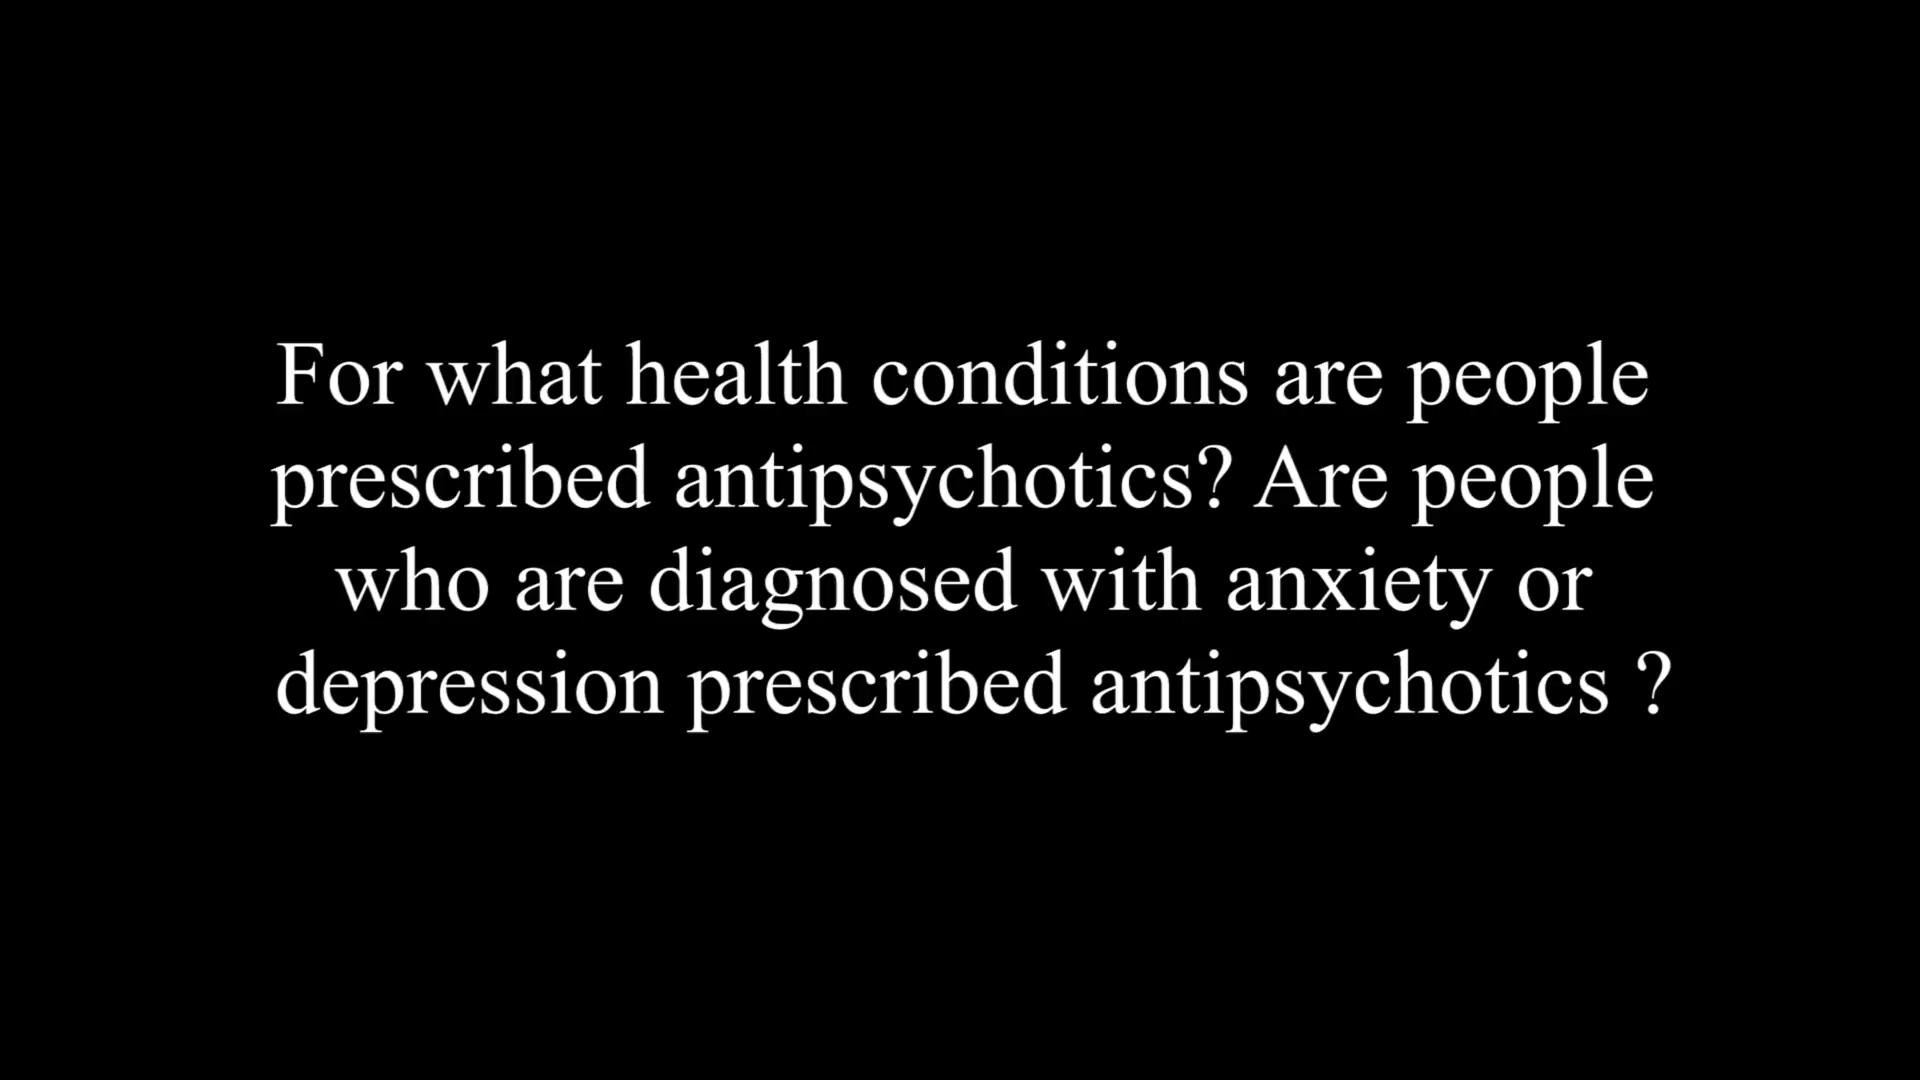 For what health conditions are people
prescribed antipsychotics? Are people
who are diagnosed with anxiety or
depression prescribed antipsychotics ?